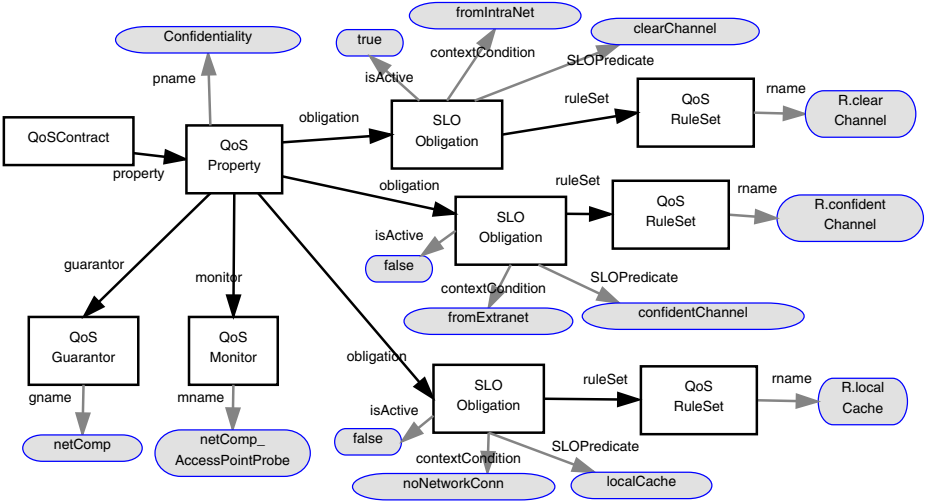 fromIntraNet
true
clearChannel
Confidentiality
contextCondition
SLOPredicate
isActive
pname
rname
ruleSet
QoS
RuleSet
R.clear
Channel
obligation
SLO
Obligation
QoSContract
QoS
Property
property
obligation
ruleSet
QoS
RuleSet
rname
R.confident
Channel
SLO
Obligation
isActive
false
guarantor
monitor
contextCondition
SLOPredicate
fromExtranet
confidentChannel
QoS
Guarantor
QoS
Monitor
obligation
SLO
Obligation
ruleSet
QoS
RuleSet
rname
R.local
Cache
gname
mname
isActive
false
netComp
netComp_
AccessPointProbe
contextCondition
SLOPredicate
noNetworkConn
localCache